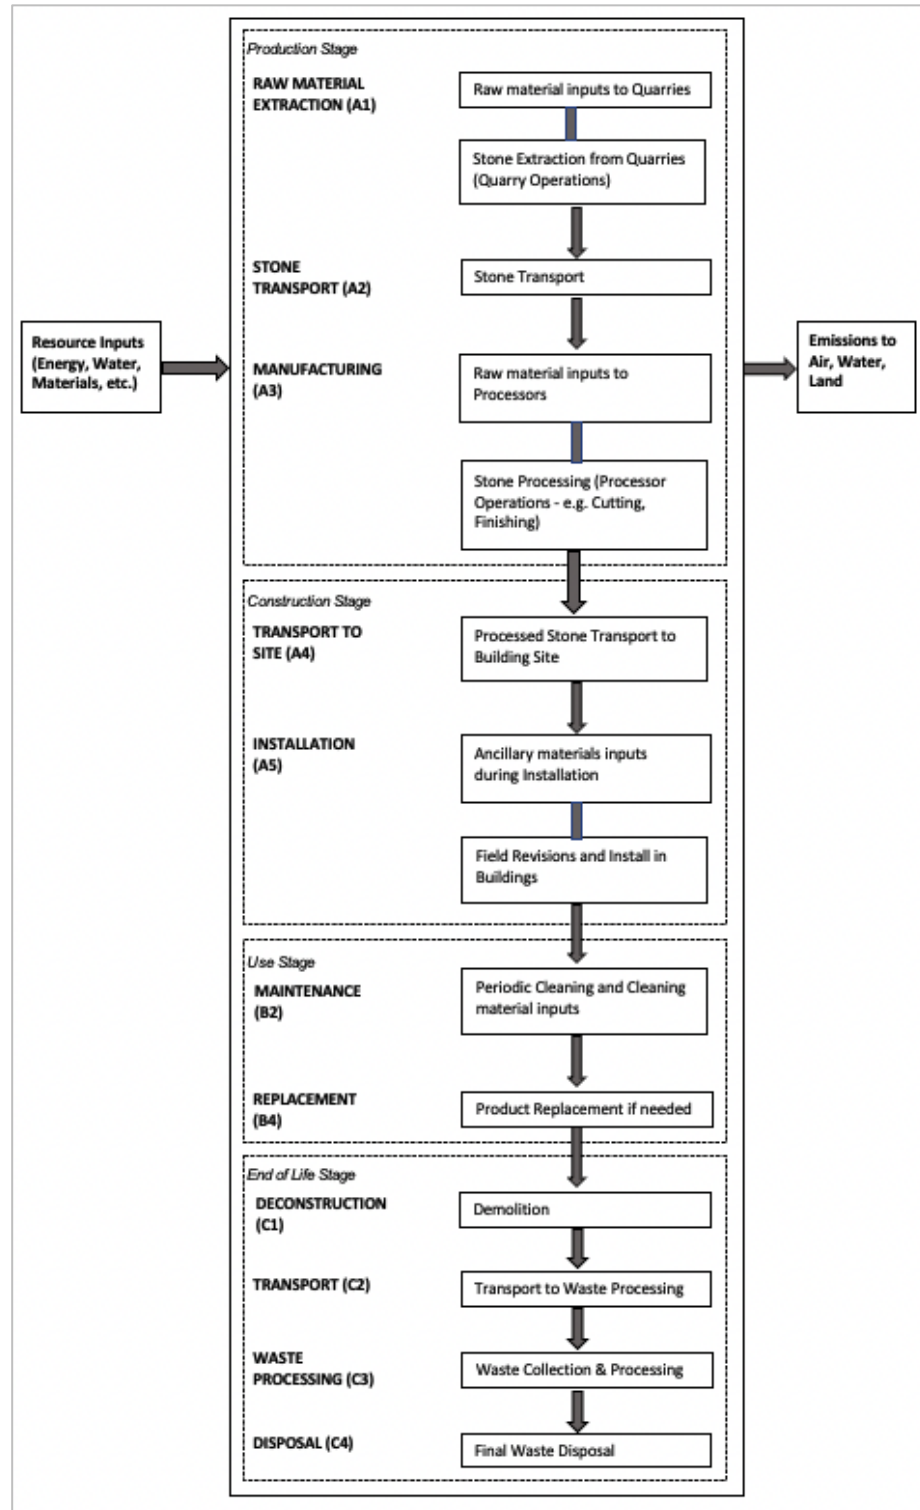 Production Stage
RAW MATERIAL
EXTRACTION (A1)
Raw material inputs to Quarries
Stone Extraction from Quarries
(Quarry Operations)
STONE
TRANSPORT (A2)
Stone Transport
Resource Inputs
(Energy, Water,
Materials, etc.)
MANUFACTURING
(A3)
Raw material inputs to
Processors
Emissions to
Air, Water,
Land
Stone Processing (Processor
Operations - e.g. Cutting,
Finishing)
Construction Stage
TRANSPORT TO
SITE (A4)
Processed Stone Transport to
Building Site
INSTALLATION
(A5)
Ancillary materials inputs
during Installation
Field Revisions and Install in
Buildings
Use Stage
MAINTENANCE
(B2)
Periodic Cleaning and Cleaning
material inputs
REPLACEMENT
(B4)
Product Replacement if needed
End of Life Stage
DECONSTRUCTION
(C1)
Demolition
TRANSPORT (C2)
Transport to Waste Processing
WASTE
PROCESSING (C3)
Waste Collection & Processing
DISPOSAL (C4)
Final Waste Disposal